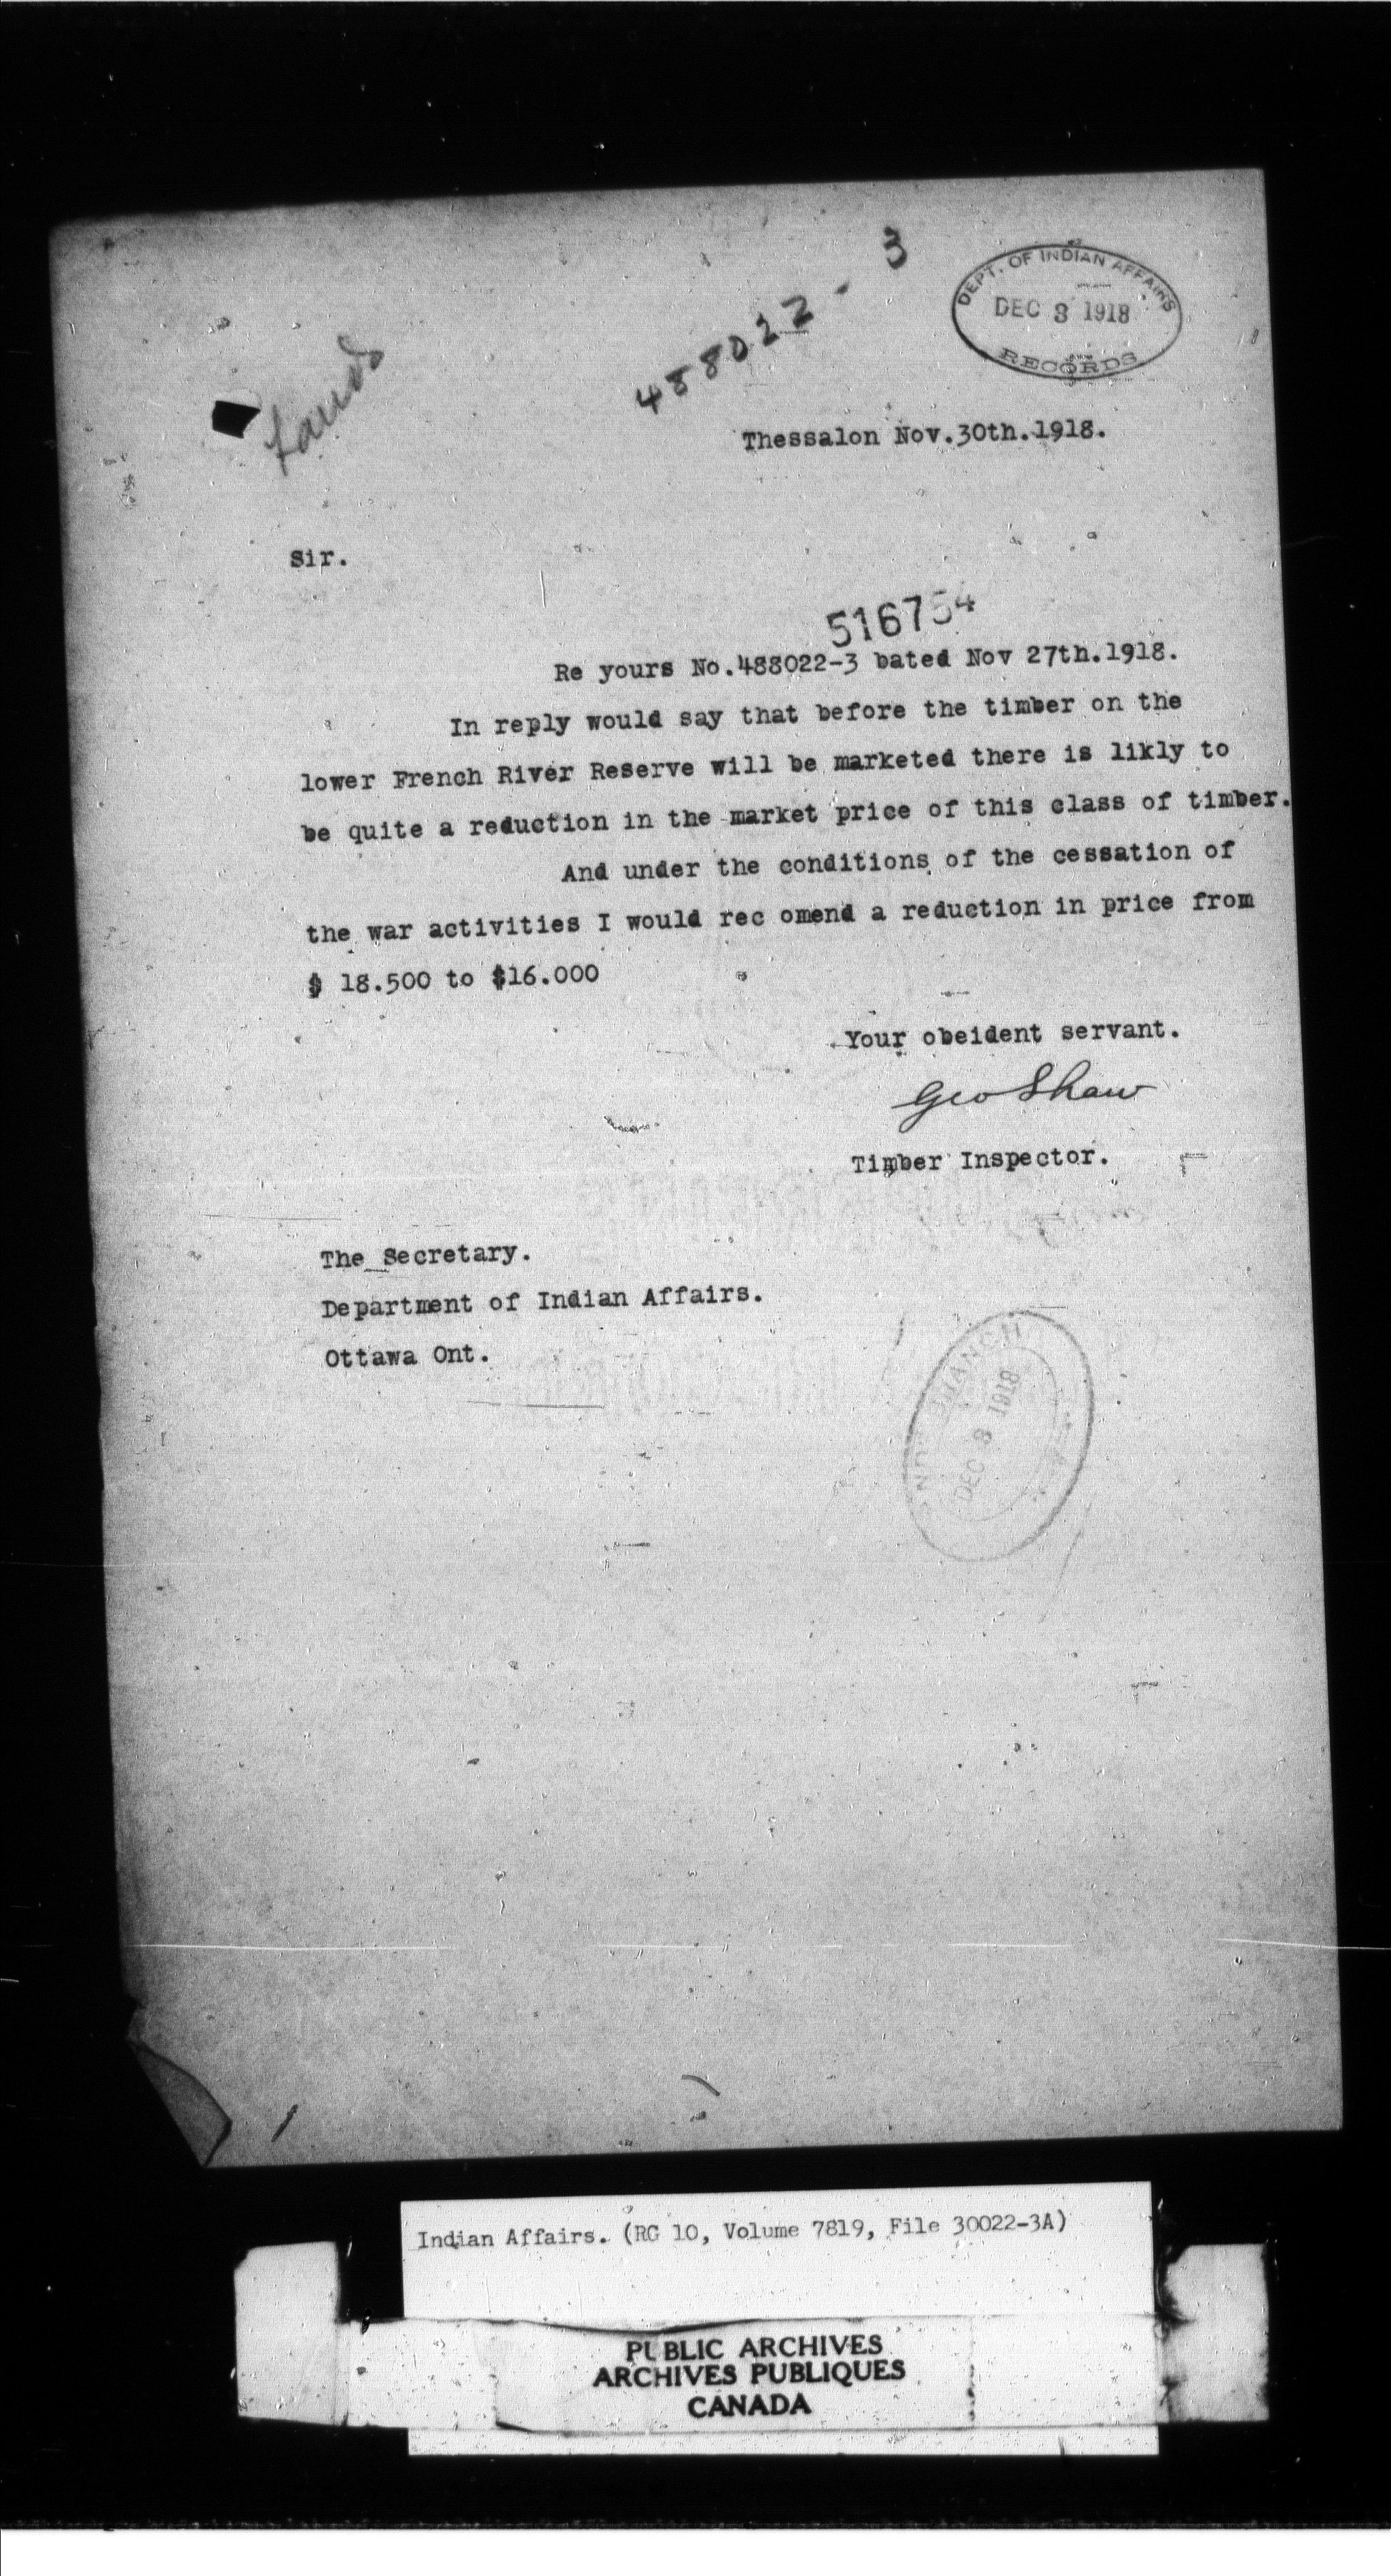 488022-3
DEPT. OF INDIAN AFFAIRS
DEC 3 1918
RECORDS
Lands
Thessalon Nov.30th.1918.
Sir.
516754
Re yours No.488022-3 bated Nov 27th.1918.
In reply would say that before the timber on the
lower French River Reserve will be marketed there is likly to
be quite a reduction in the market price of this class of timber.
And under the conditions of the cessation of
the war activities I would rec omend a reduction in price from
$ 18.500 to $16.000
Your obeident servant.
Geo Shaw
Timber Inspector.
The Secretary.
Department of Indian Affairs.
Ottawa Ont.
DEC 3 1918
Indian Affairs. (RG 10, Volume 7819, File 30022-3A)
PUBLIC ARCHIVES
ARCHIVES PUBLIQUES
CANADA